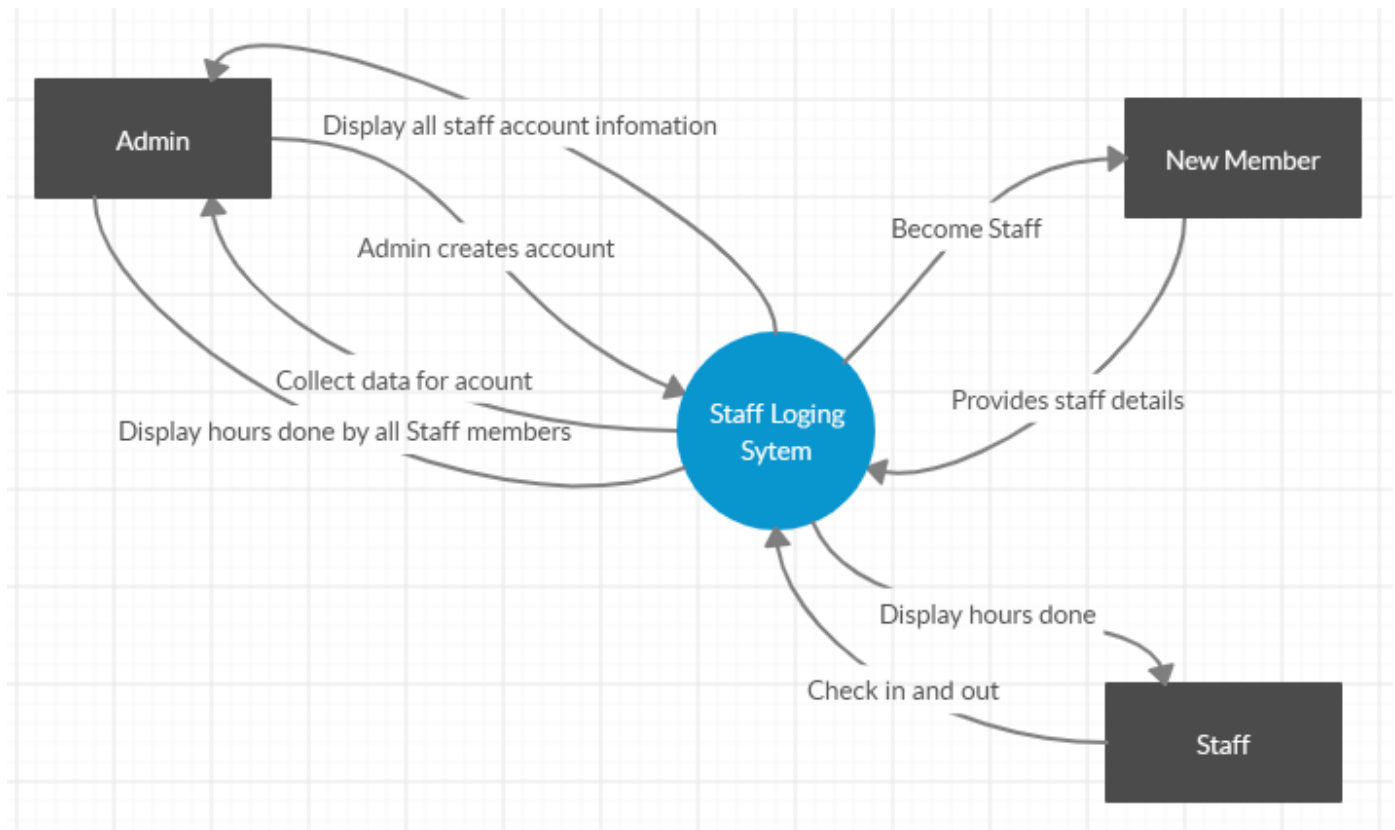 Admin
Display all staff account infomation
New Member
Become Staff
Admin creates account
Collect data for acount
Display hours done by all Staff members
Provides staff details
Staff Loging
Sytem
Display hours done
Check in and out
Staff